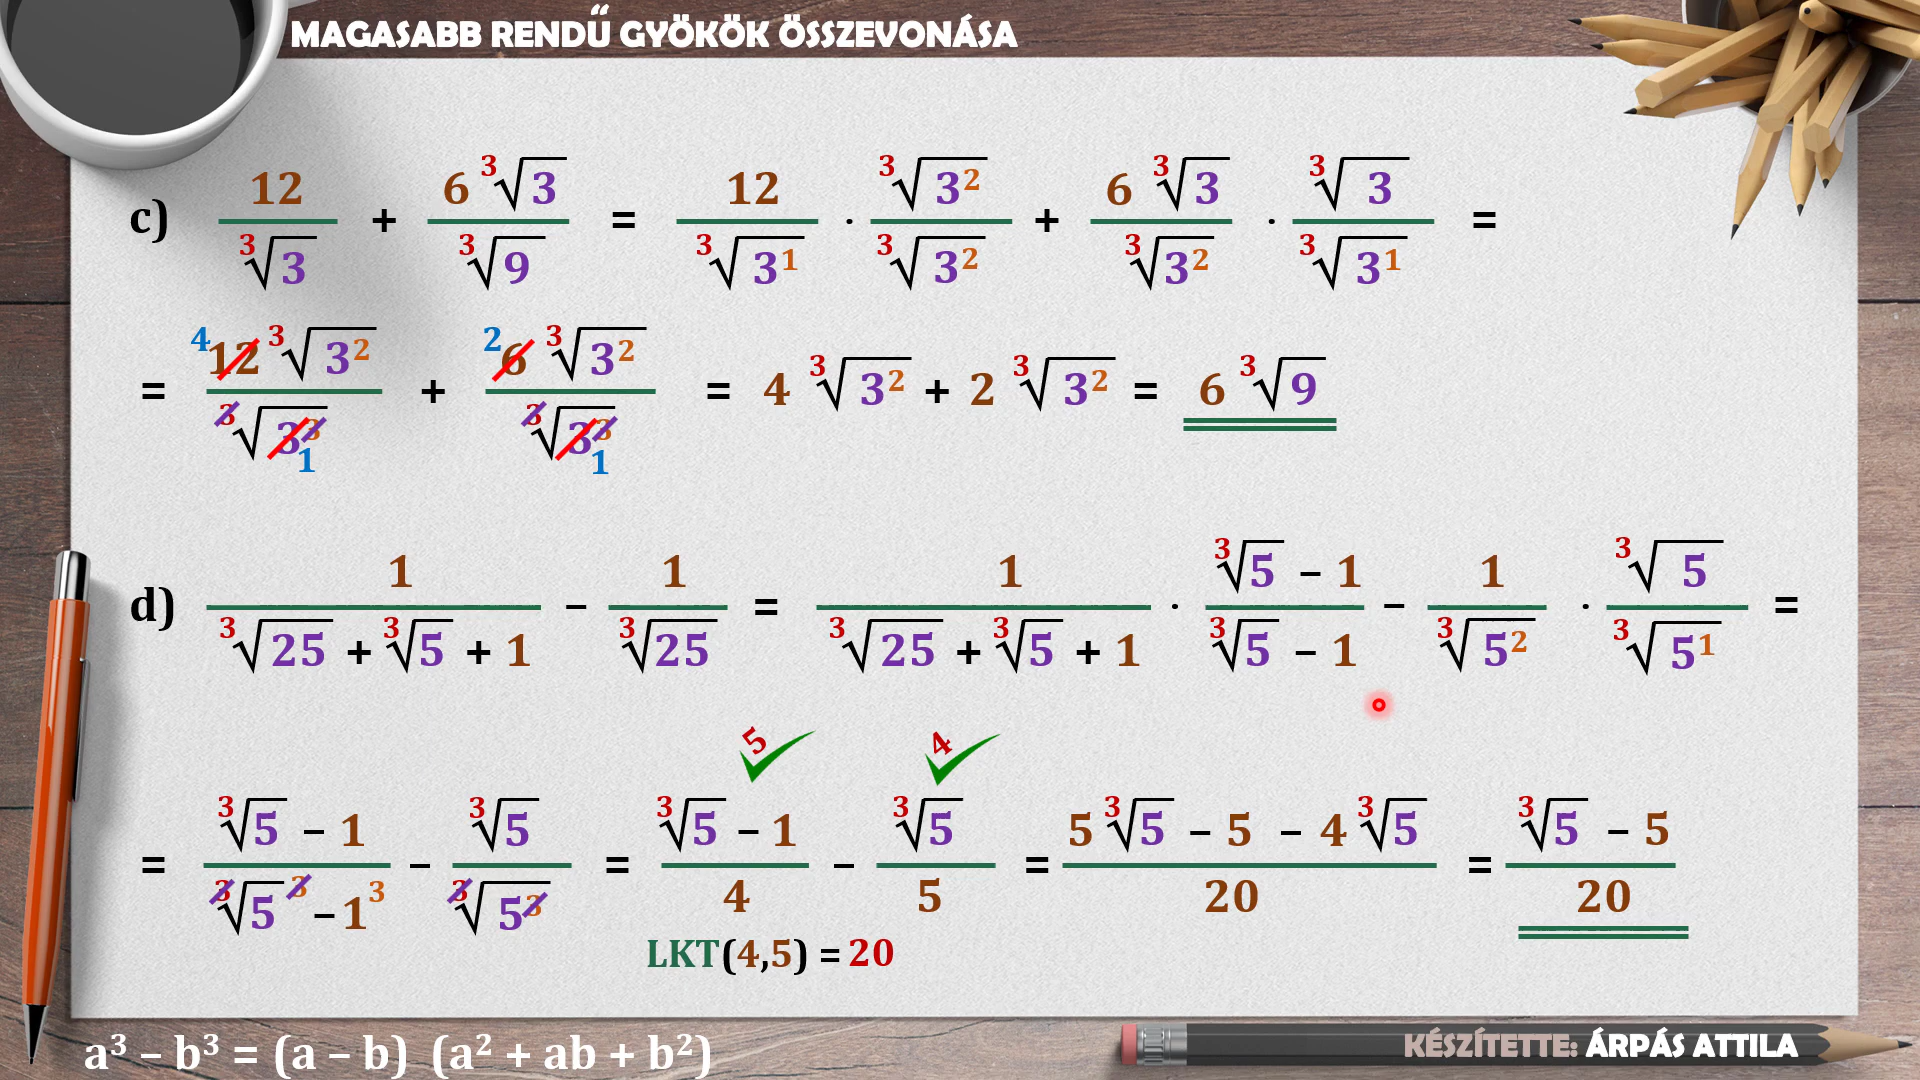 MAGASABB RENDŰ GYÖKÖK ÖSSZEVONÁSA
c) 12/∛3 + 6∛3/∛9 = 12/∛3¹ · ∛3²/∛3² + 6∛3/∛3² · ∛3/∛3¹ =
= 4 12∛3²/∛3³ 1 + 2 6∛3²/∛3³ 1 = 4∛3² + 2∛3² = 6∛9
d) 1/(∛25 + ∛5 + 1) − 1/∛25 = 1/(∛25 + ∛5 + 1) · (∛5 − 1)/(∛5 − 1) − 1/∛5² · ∛5/∛5¹ =
5 4
= (∛5 − 1)/(∛5³ − 1³) − ∛5/∛5³ = (∛5 − 1)/4 − ∛5/5 = (5∛5 − 5 − 4∛5)/20 = (∛5 − 5)/20
LKT(4,5) = 20
a³ − b³ = (a − b) (a² + ab + b²)
KÉSZÍTETTE: ÁRPÁS ATTILA